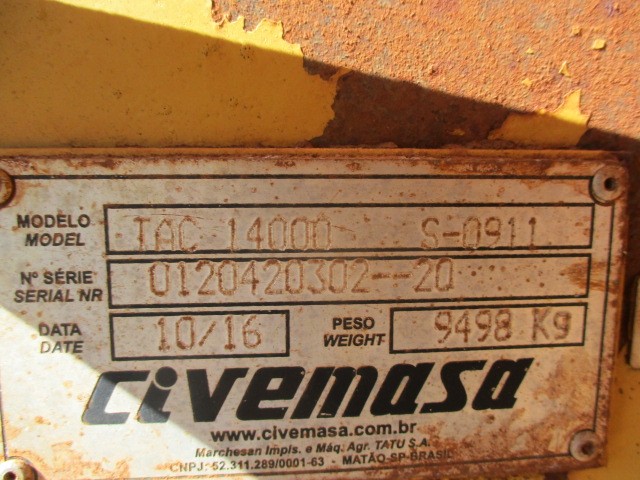 MODELO
MODEL
TAC 14000 S-0911
Nº SÉRIE
SERIAL NR
0120420302--20
DATA
DATE
10/16
PESO
WEIGHT
9498 Kg
civemasa
www.civemasa.com.br
Marchesan Impls. e Máq. Agr. TATU S.A.
CNPJ: 52.311.289/0001-63 - MATÃO-SP-BRASIL